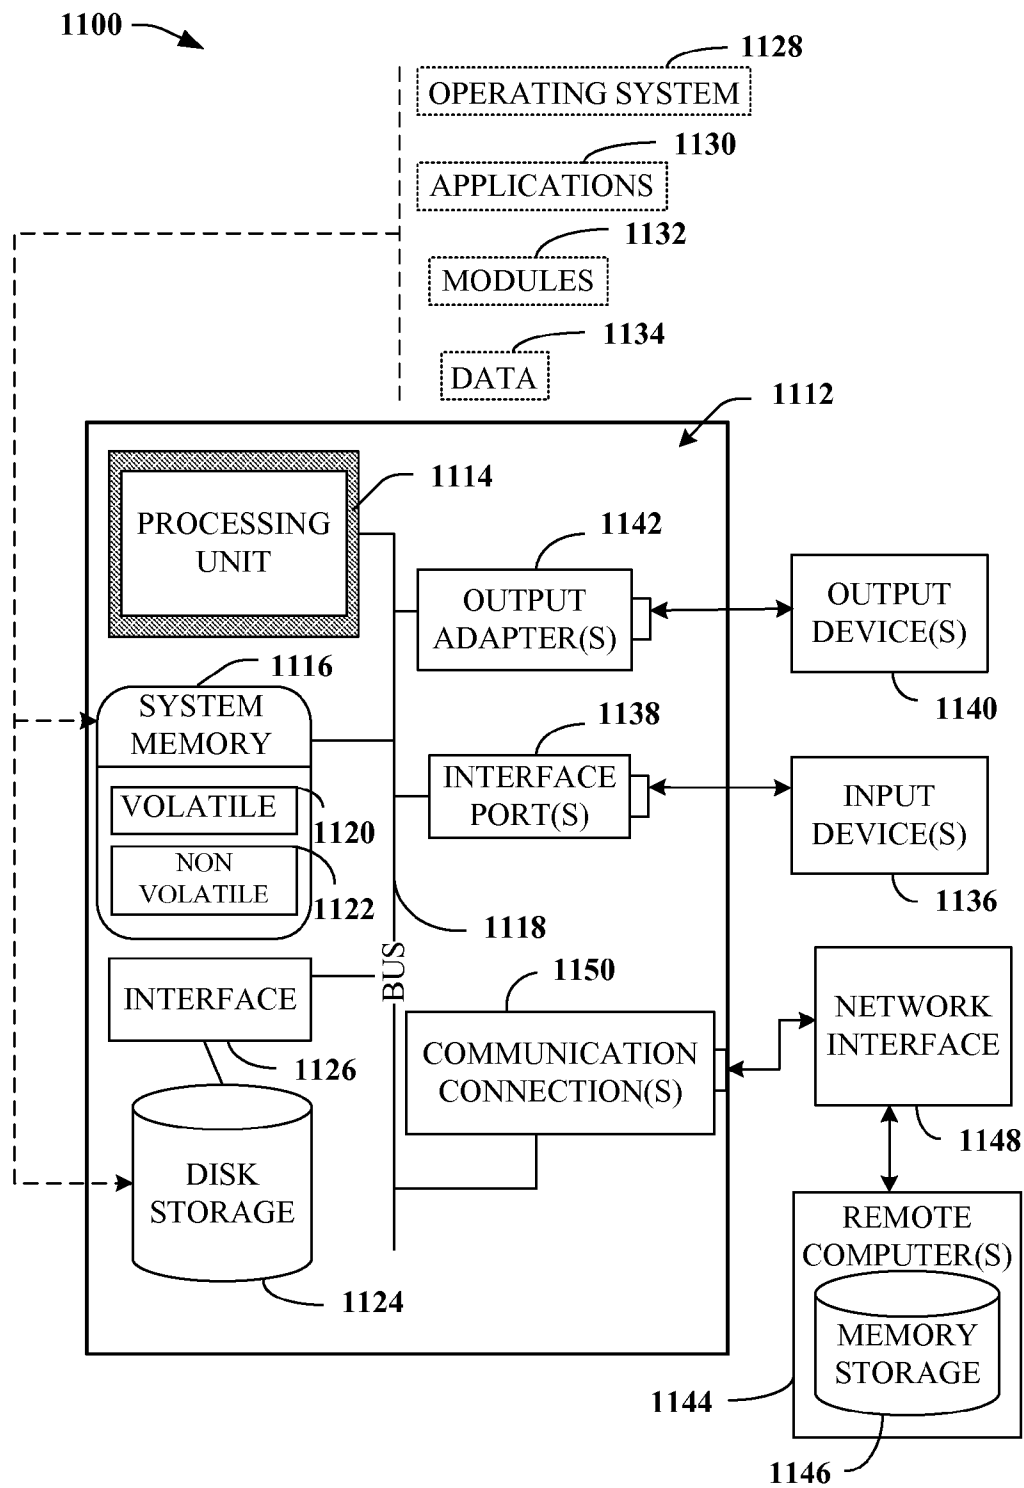 1100
1128
OPERATING SYSTEM
1130
APPLICATIONS
1132
MODULES
1134
DATA
1112
1114
PROCESSING
UNIT
1142
OUTPUT
ADAPTER(S)
OUTPUT
DEVICE(S)
1140
1116
SYSTEM
MEMORY
1138
INTERFACE
PORT(S)
INPUT
DEVICE(S)
1136
VOLATILE
1120
NON
VOLATILE
1122
1118
BUS
INTERFACE
1126
1150
COMMUNICATION
CONNECTION(S)
NETWORK
INTERFACE
1148
DISK
STORAGE
1124
REMOTE
COMPUTER(S)
MEMORY
STORAGE
1144
1146